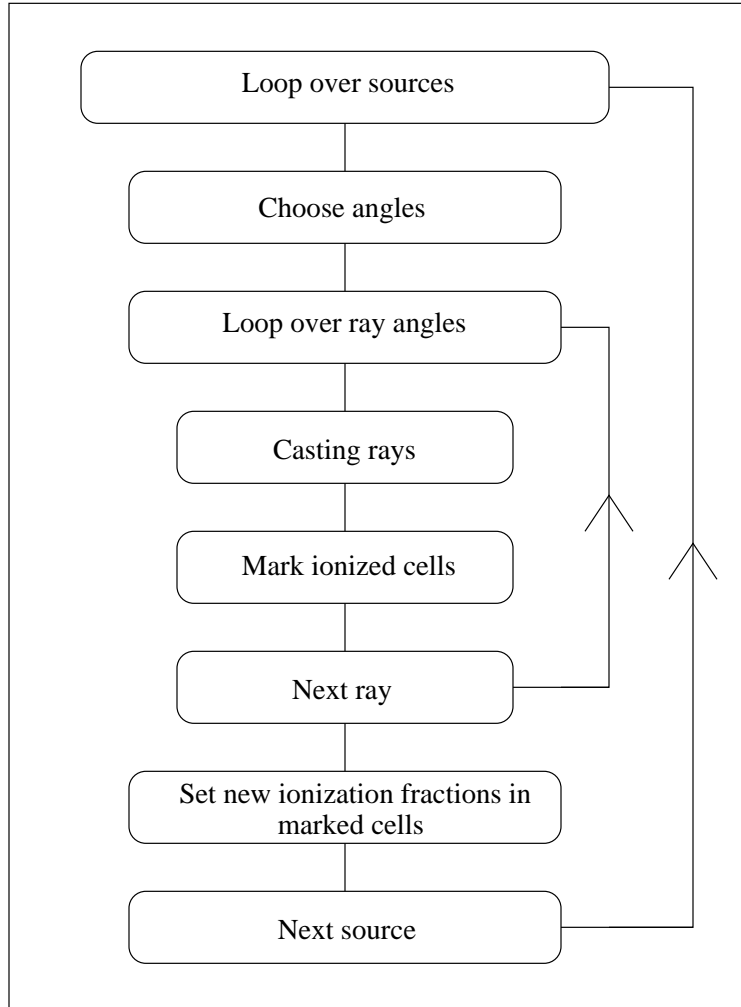 Loop over sources
Choose angles
Loop over ray angles
Casting rays
Mark ionized cells
Next ray
Set new ionization fractions in
marked cells
Next source